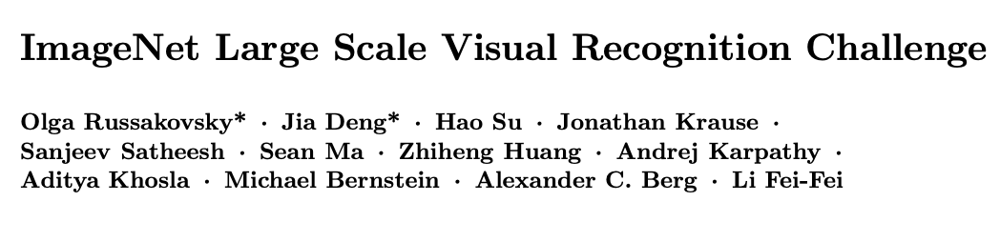 ImageNet Large Scale Visual Recognition Challenge
Olga Russakovsky* · Jia Deng* · Hao Su · Jonathan Krause ·
Sanjeev Satheesh · Sean Ma · Zhiheng Huang · Andrej Karpathy ·
Aditya Khosla · Michael Bernstein · Alexander C. Berg · Li Fei-Fei